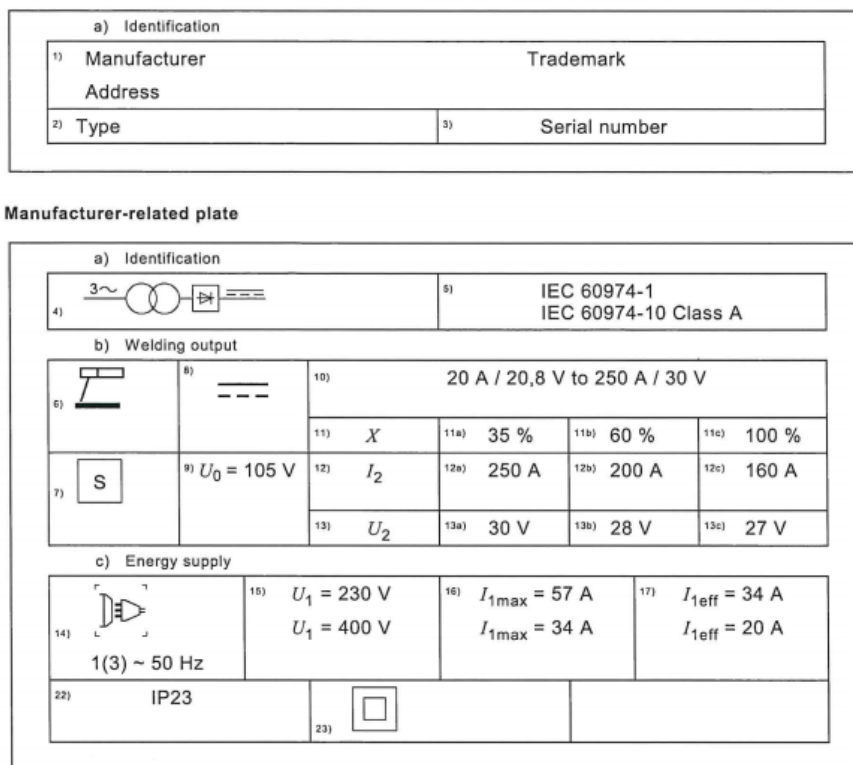 a) Identification
1) Manufacturer Trademark
Address
2) Type 3) Serial number
Manufacturer-related plate
a) Identification
4) 3~ 5) IEC 60974-1
IEC 60974-10 Class A
b) Welding output
6) 8) 10) 20 A / 20,8 V to 250 A / 30 V
11) X 11a) 35 % 11b) 60 % 11c) 100 %
7) S 9) U0 = 105 V 12) I2 12a) 250 A 12b) 200 A 12c) 160 A
13) U2 13a) 30 V 13b) 28 V 13c) 27 V
c) Energy supply
14) 15) U1 = 230 V 16) I1max = 57 A 17) I1eff = 34 A
U1 = 400 V I1max = 34 A I1eff = 20 A
1(3) ~ 50 Hz
22) IP23 23)